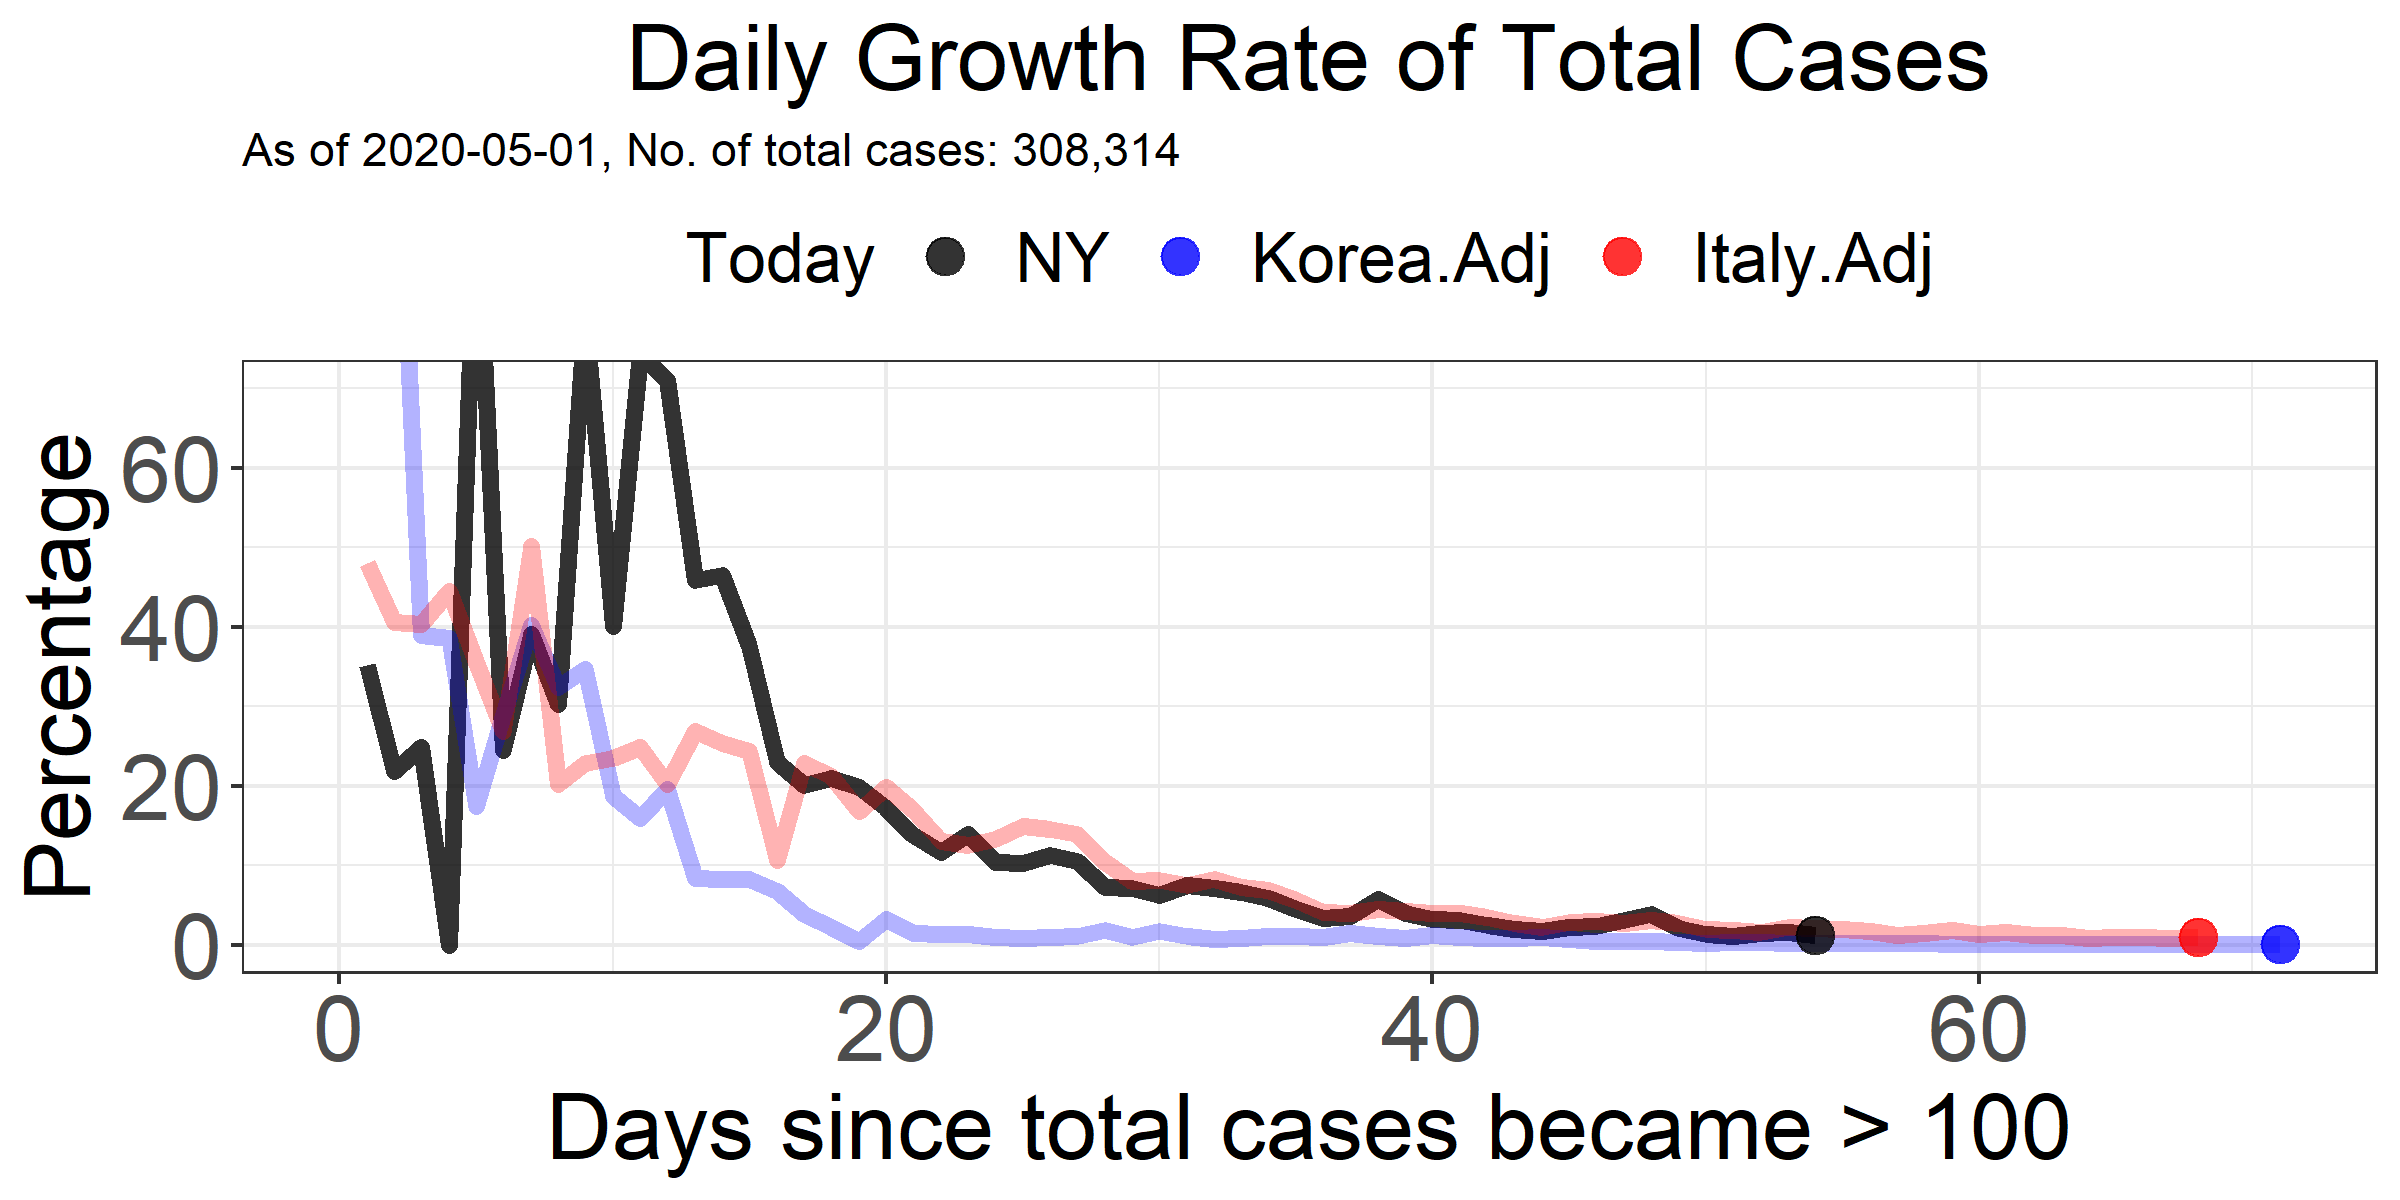 Daily Growth Rate of Total Cases
As of 2020-05-01, No. of total cases: 308,314
Today NY Korea.Adj Italy.Adj
Percentage
60
40
20
0
0 20 40 60
Days since total cases became > 100